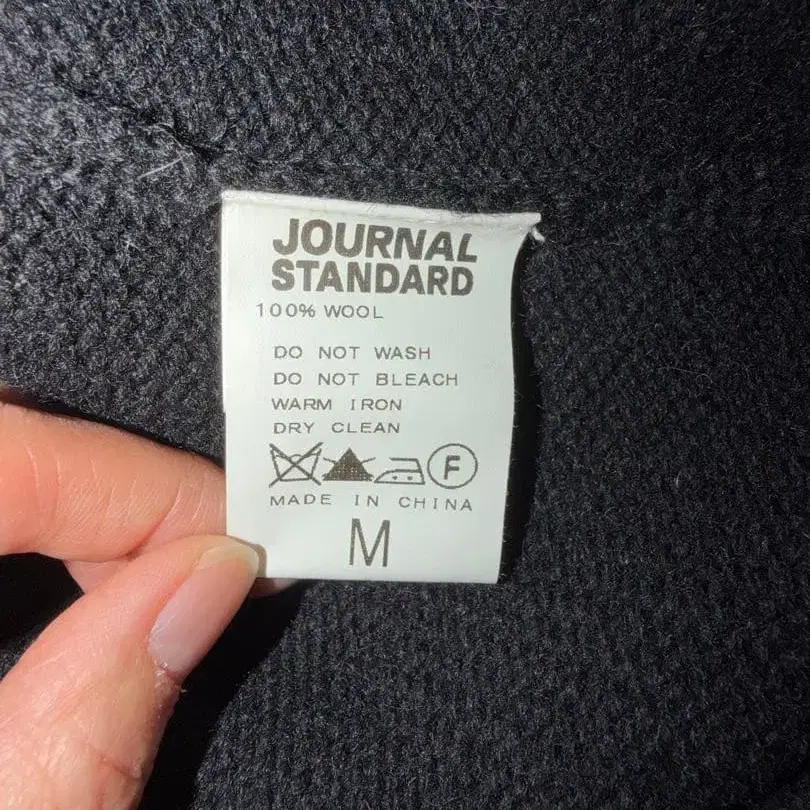 JOURNAL
STANDARD
100% WOOL
DO NOT WASH
DO NOT BLEACH
WARM IRON
DRY CLEAN
F
MADE IN CHINA
M